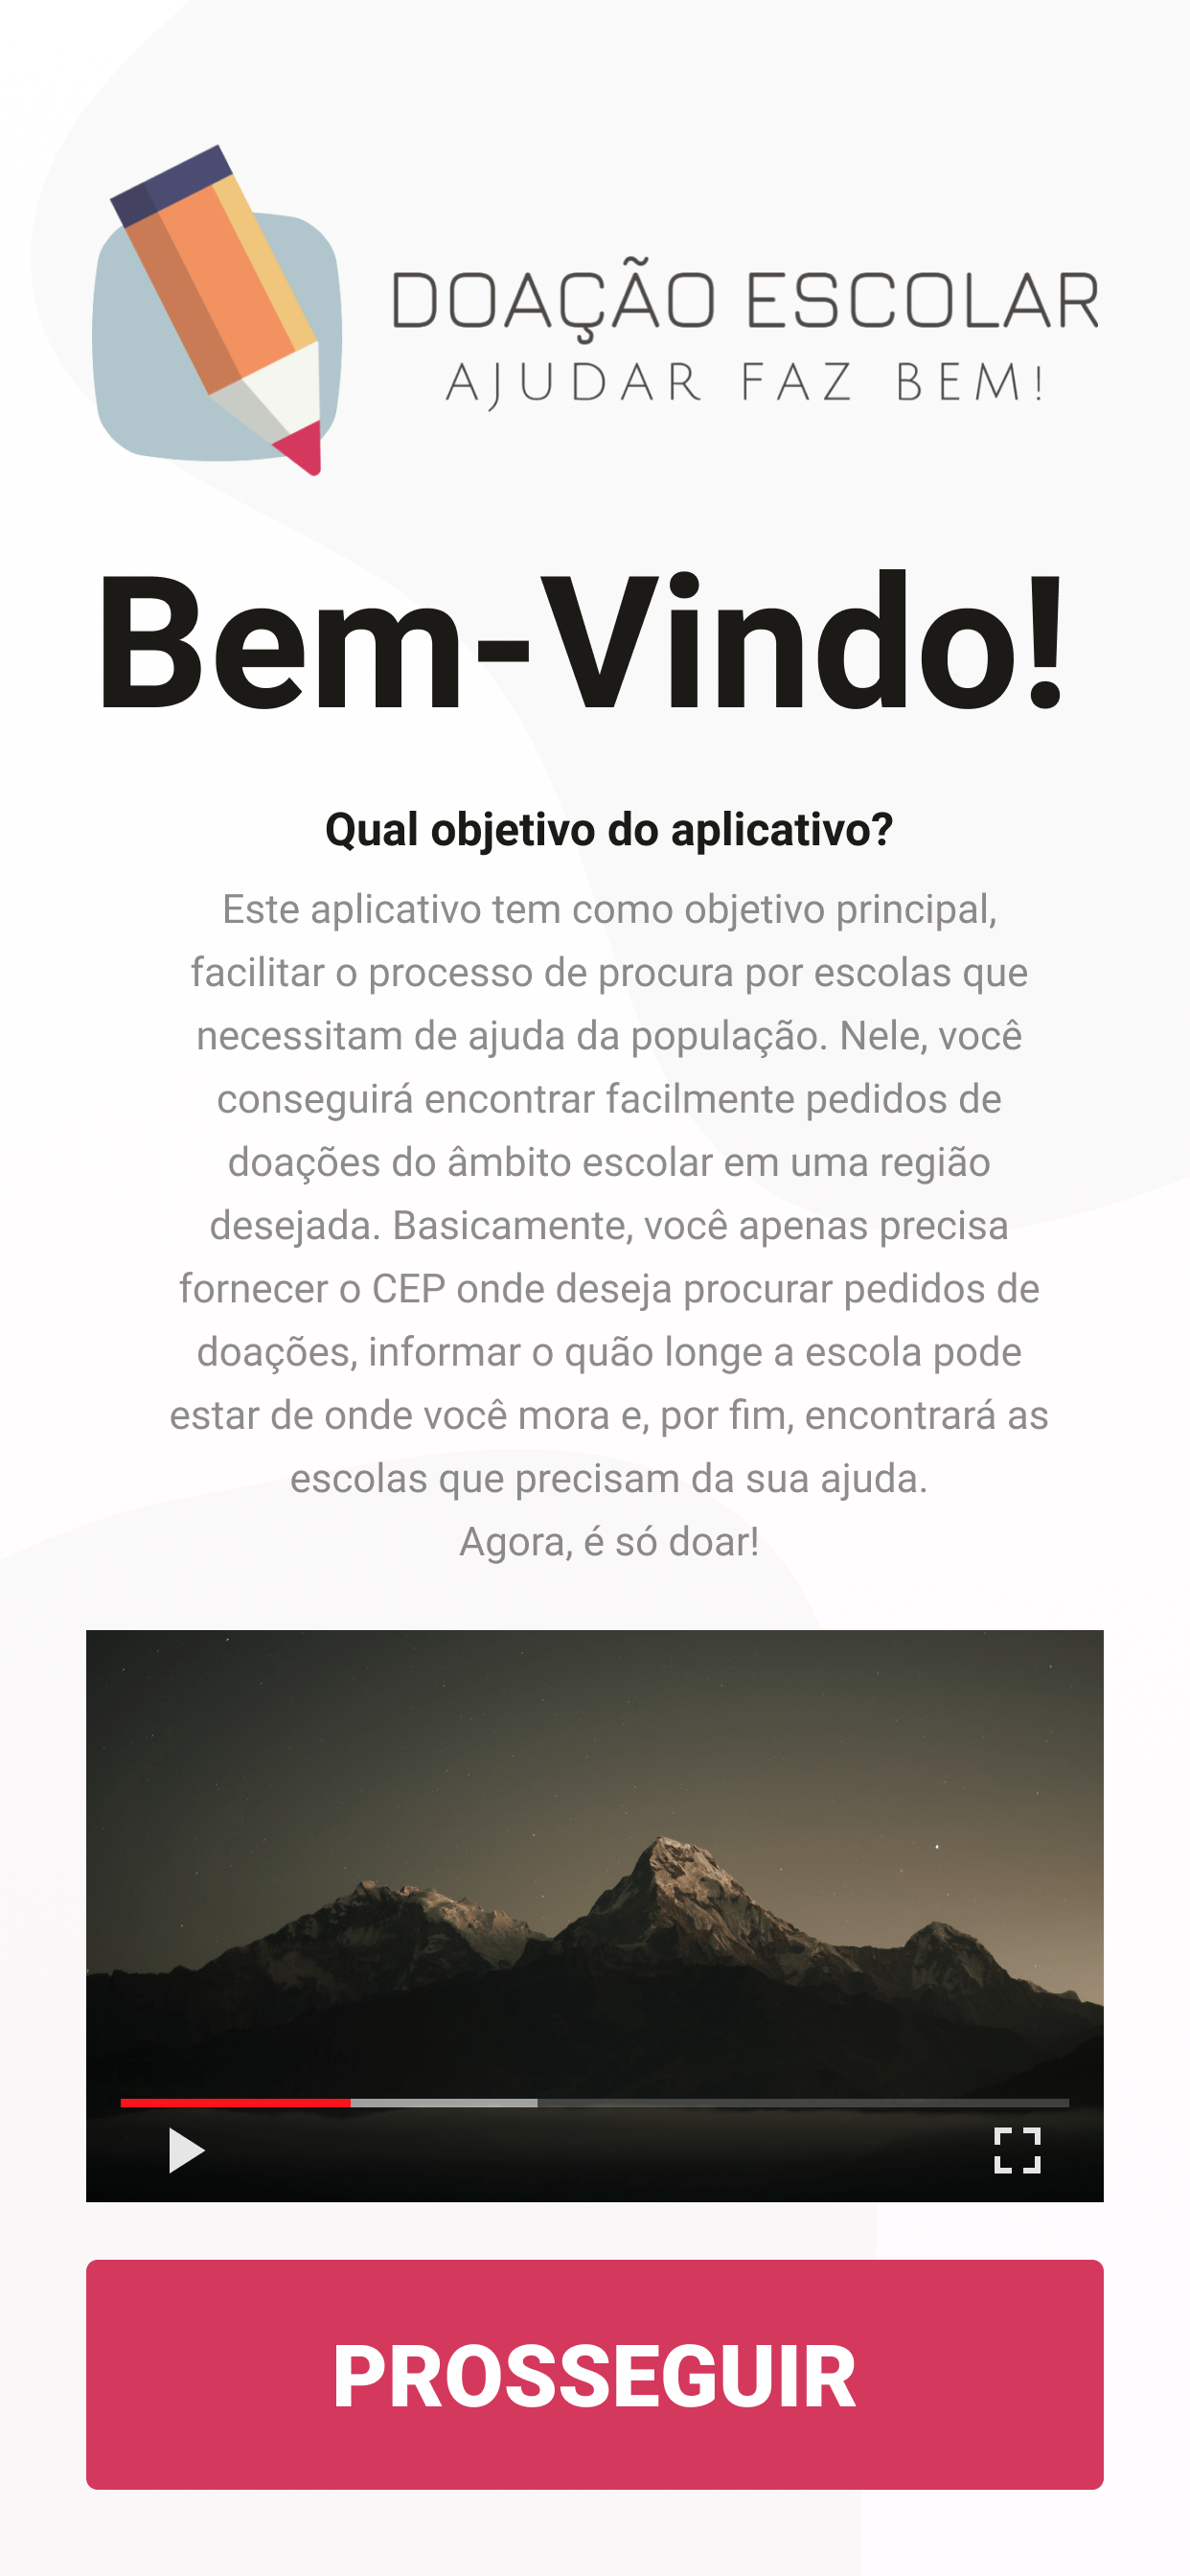 DOAÇÃO ESCOLAR
AJUDAR FAZ BEM!
Bem-Vindo!
Qual objetivo do aplicativo?
Este aplicativo tem como objetivo principal,
facilitar o processo de procura por escolas que
necessitam de ajuda da população. Nele, você
conseguirá encontrar facilmente pedidos de
doações do âmbito escolar em uma região
desejada. Basicamente, você apenas precisa
fornecer o CEP onde deseja procurar pedidos de
doações, informar o quão longe a escola pode
estar de onde você mora e, por fim, encontrará as
escolas que precisam da sua ajuda.
Agora, é só doar!
PROSSEGUIR